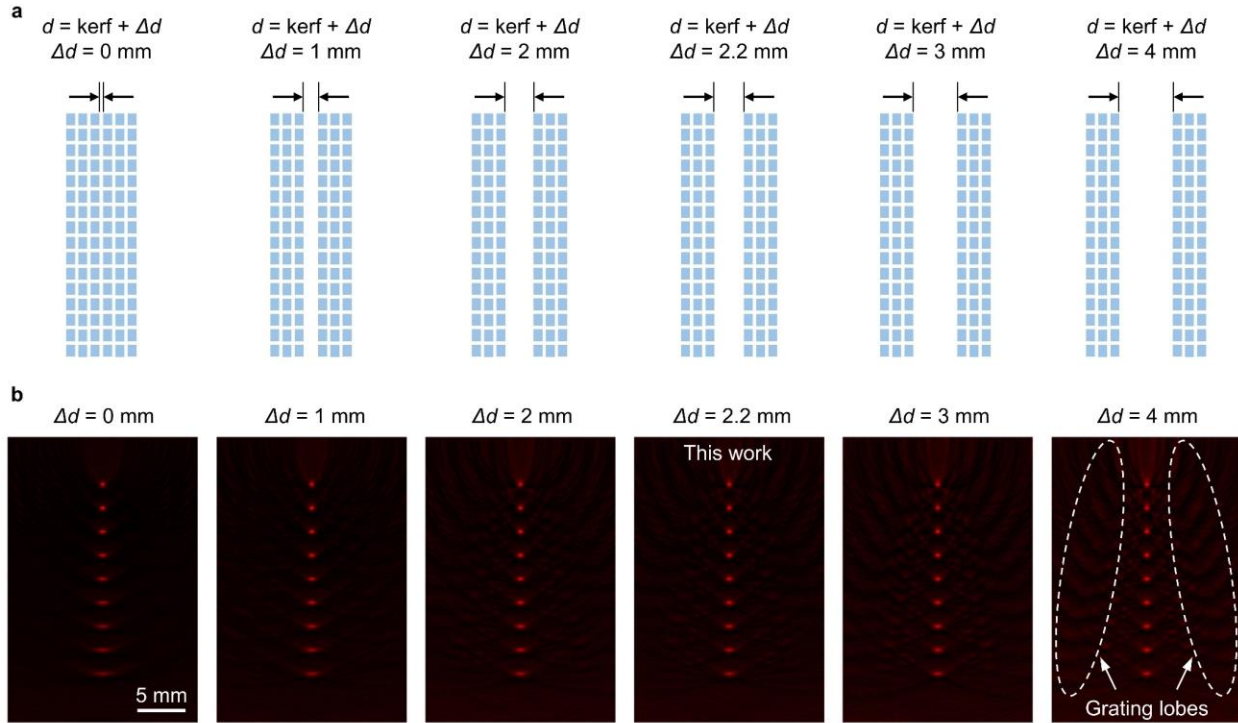 a
d = kerf + Δd
Δd = 0 mm
d = kerf + Δd
Δd = 1 mm
d = kerf + Δd
Δd = 2 mm
d = kerf + Δd
Δd = 2.2 mm
d = kerf + Δd
Δd = 3 mm
d = kerf + Δd
Δd = 4 mm
b
Δd = 0 mm
Δd = 1 mm
Δd = 2 mm
Δd = 2.2 mm
Δd = 3 mm
Δd = 4 mm
This work
5 mm
Grating lobes